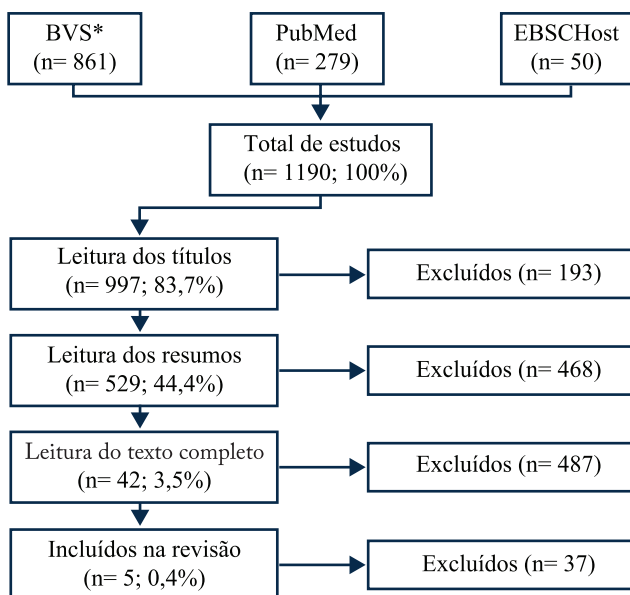 BVS*
(n= 861)
PubMed
(n= 279)
EBSCHost
(n= 50)
Total de estudos
(n= 1190; 100%)
Leitura dos títulos
(n= 997; 83,7%)
Excluídos (n= 193)
Leitura dos resumos
(n= 529; 44,4%)
Excluídos (n= 468)
Leitura do texto completo
(n= 42; 3,5%)
Excluídos (n= 487)
Incluídos na revisão
(n= 5; 0,4%)
Excluídos (n= 37)